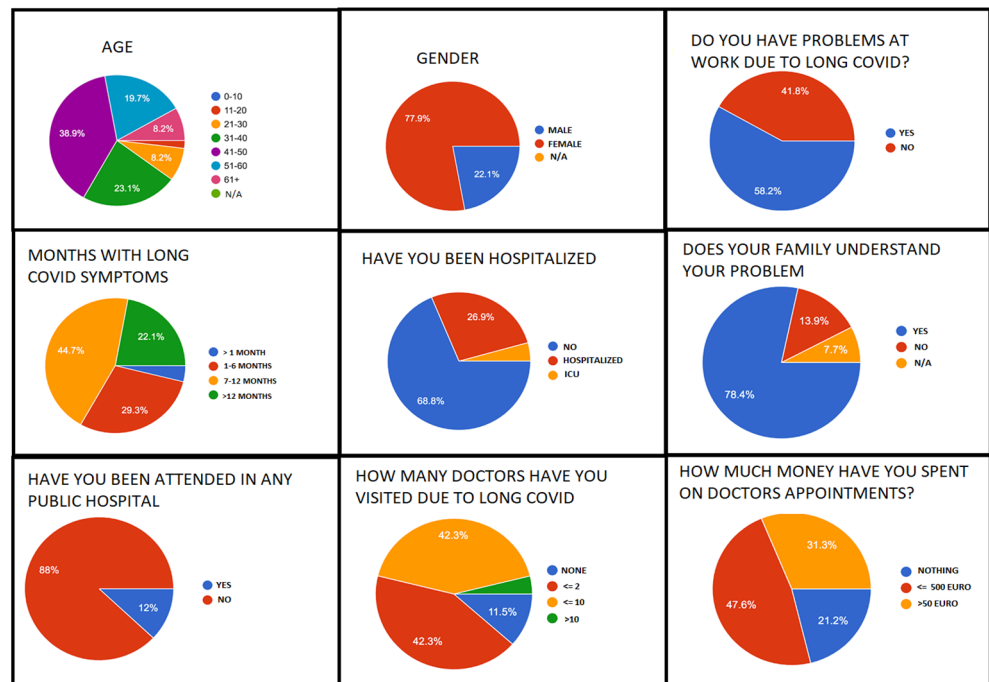 AGE
19.7%
38.9%
8.2%
8.2%
23.1%
0-10
11-20
21-30
31-40
41-50
51-60
61+
N/A
GENDER
77.9%
22.1%
MALE
FEMALE
N/A
DO YOU HAVE PROBLEMS AT
WORK DUE TO LONG COVID?
41.8%
58.2%
YES
NO
MONTHS WITH LONG
COVID SYMPTOMS
44.7%
22.1%
29.3%
> 1 MONTH
1-6 MONTHS
7-12 MONTHS
>12 MONTHS
HAVE YOU BEEN HOSPITALIZED
26.9%
68.8%
NO
HOSPITALIZED
ICU
DOES YOUR FAMILY UNDERSTAND
YOUR PROBLEM
13.9%
7.7%
78.4%
YES
NO
N/A
HAVE YOU BEEN ATTENDED IN ANY
PUBLIC HOSPITAL
88%
12%
YES
NO
HOW MANY DOCTORS HAVE YOU
VISITED DUE TO LONG COVID
42.3%
11.5%
42.3%
NONE
<= 2
<= 10
>10
HOW MUCH MONEY HAVE YOU SPENT
ON DOCTORS APPOINTMENTS?
31.3%
47.6%
21.2%
NOTHING
<= 500 EURO
>50 EURO